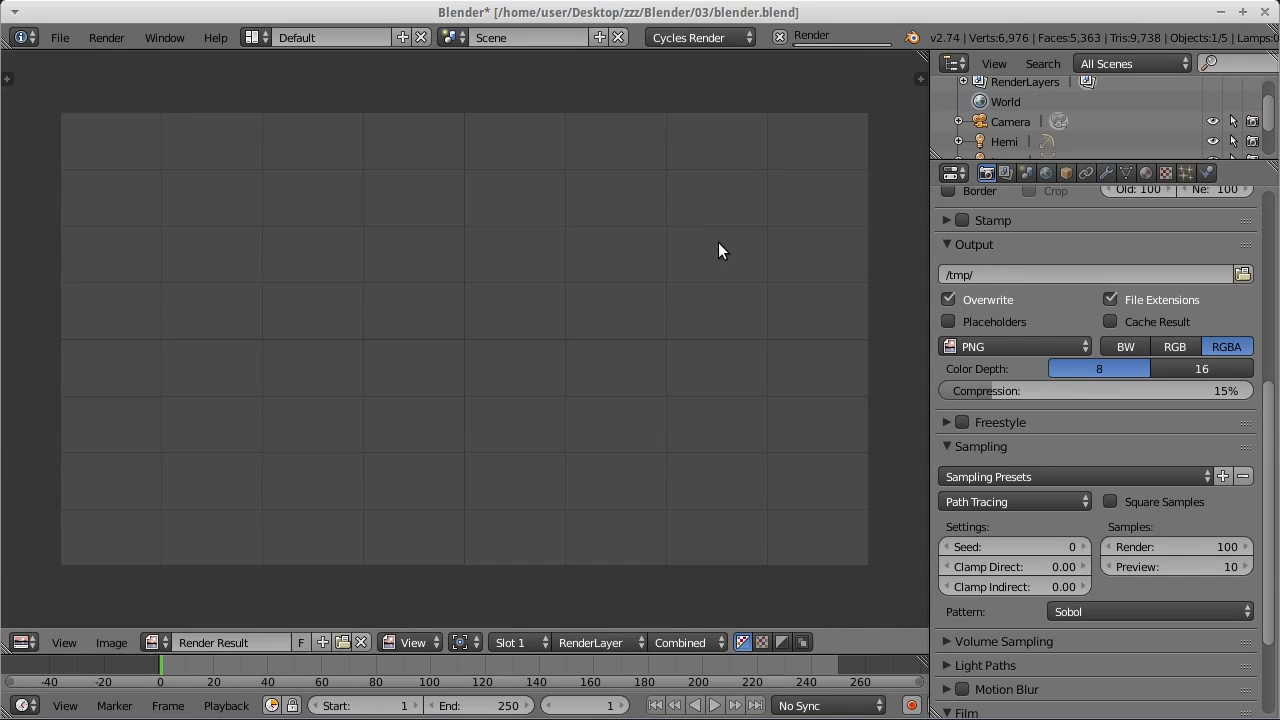 Blender* [/home/user/Desktop/zzz/Blender/03/blender.blend]
File Render Window Help Default Scene Cycles Render Render v2.74 | Verts:6,976 | Faces:5,363 | Tris:9,738 | Objects:1/5 | Lamps:0
View Search All Scenes
RenderLayers
World
Camera
Hemi
Border Crop Old: 100 Ne: 100
Stamp
Output
/tmp/
Overwrite File Extensions
Placeholders Cache Result
PNG BW RGB RGBA
Color Depth: 8 16
Compression: 15%
Freestyle
Sampling
Sampling Presets
Path Tracing Square Samples
Settings: Samples:
Seed: 0 Render: 100
Clamp Direct: 0.00 Preview: 10
Clamp Indirect: 0.00
Pattern: Sobol
Volume Sampling
Light Paths
Motion Blur
Film
View Image Render Result F View Slot 1 RenderLayer Combined
-40 -20 0 20 40 60 80 100 120 140 160 180 200 220 240 260
View Marker Frame Playback Start: 1 End: 250 1 No Sync